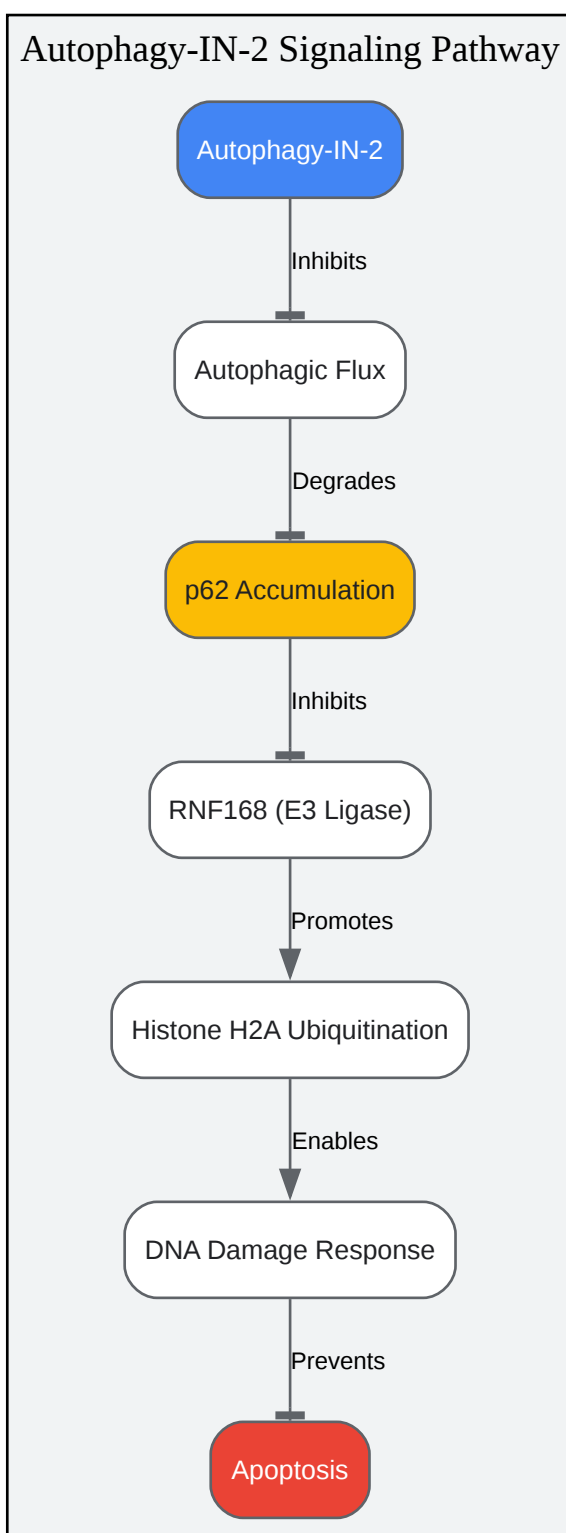 Autophagy-IN-2 Signaling Pathway
Autophagy-IN-2
Inhibits
Autophagic Flux
Degrades
p62 Accumulation
Inhibits
RNF168 (E3 Ligase)
Promotes
Histone H2A Ubiquitination
Enables
DNA Damage Response
Prevents
Apoptosis